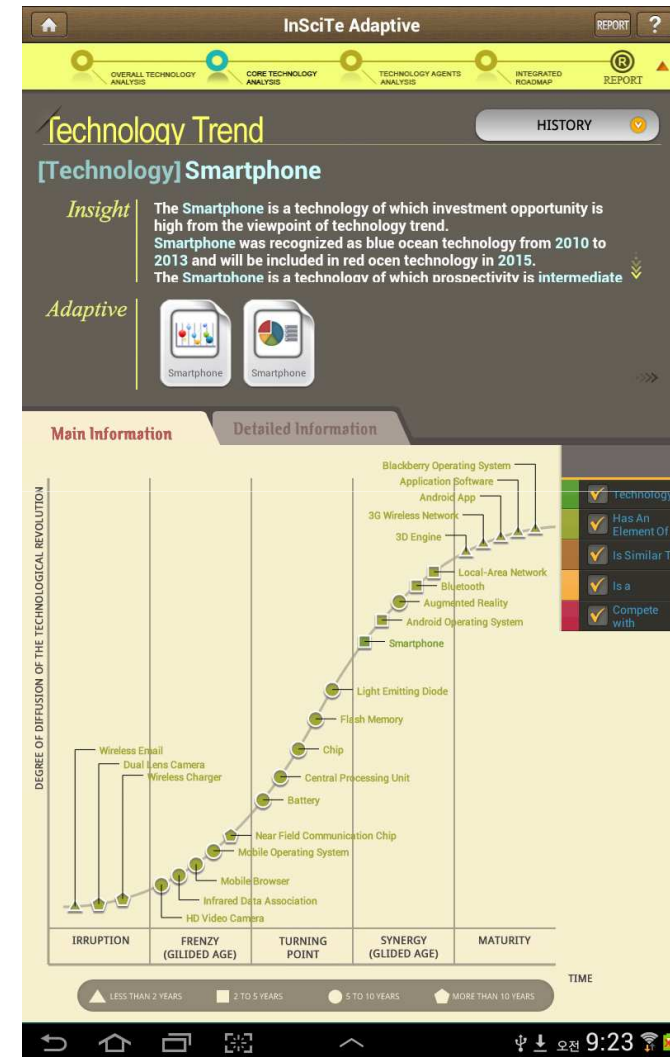 InSciTe Adaptive
REPORT
?
OVERALL TECHNOLOGY
ANALYSIS
CORE TECHNOLOGY
ANALYSIS
TECHNOLOGY AGENTS
ANALYSIS
INTEGRATED
ROADMAP
®
REPORT
Technology Trend
HISTORY
[Technology] Smartphone
Insight
The Smartphone is a technology of which investment opportunity is
high from the viewpoint of technology trend.
Smartphone was recognized as blue ocean technology from 2010 to
2013 and will be included in red ocen technology in 2015.
The Smartphone is a technology of which prospectivity is intermediate
Adaptive
Smartphone
Smartphone
Main Information
Detailed Information
DEGREE OF DIFFUSION OF THE TECHNOLOGICAL REVOLUTION
Blackberry Operating System
Application Software
Android App
3G Wireless Network
3D Engine
Local-Area Network
Bluetooth
Augmented Reality
Android Operating System
Smartphone
Light Emitting Diode
Flash Memory
Chip
Central Processing Unit
Battery
Near Field Communication Chip
Mobile Operating System
Mobile Browser
Infrared Data Association
HD Video Camera
Wireless Email
Dual Lens Camera
Wireless Charger
Technology
Has An
Element Of
Is Similar T
Is a
Compete
with
IRRUPTION
FRENZY
(GILIDED AGE)
TURNING
POINT
SYNERGY
(GLIDED AGE)
MATURITY
TIME
LESS THAN 2 YEARS
2 TO 5 YEARS
5 TO 10 YEARS
MORE THAN 10 YEARS
오전 9:23